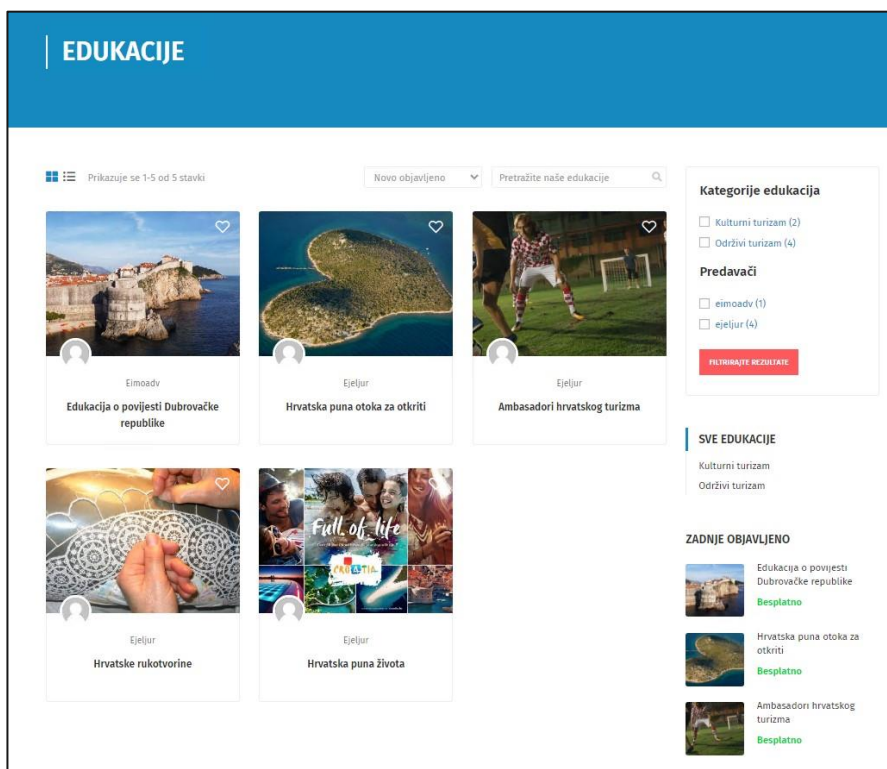 EDUKACIJE
Prikazuje se 1-5 od 5 stavki
Novo objavljeno
Pretražite naše edukacije
Eimoadv
Edukacija o povijesti Dubrovačke
republike
Ejeljur
Hrvatska puna otoka za otkriti
Ejeljur
Ambasadori hrvatskog turizma
Full of life
CROATIA
Ejeljur
Hrvatske rukotvorine
Ejeljur
Hrvatska puna života
Kategorije edukacija
Kulturni turizam (2)
Održivi turizam (4)
Predavači
eimoadv (1)
ejeljur (4)
FILTRIRAJTE REZULTATE
SVE EDUKACIJE
Kulturni turizam
Održivi turizam
ZADNJE OBJAVLJENO
Edukacija o povijesti
Dubrovačke republike
Besplatno
Hrvatska puna otoka za
otkriti
Besplatno
Ambasadori hrvatskog
turizma
Besplatno